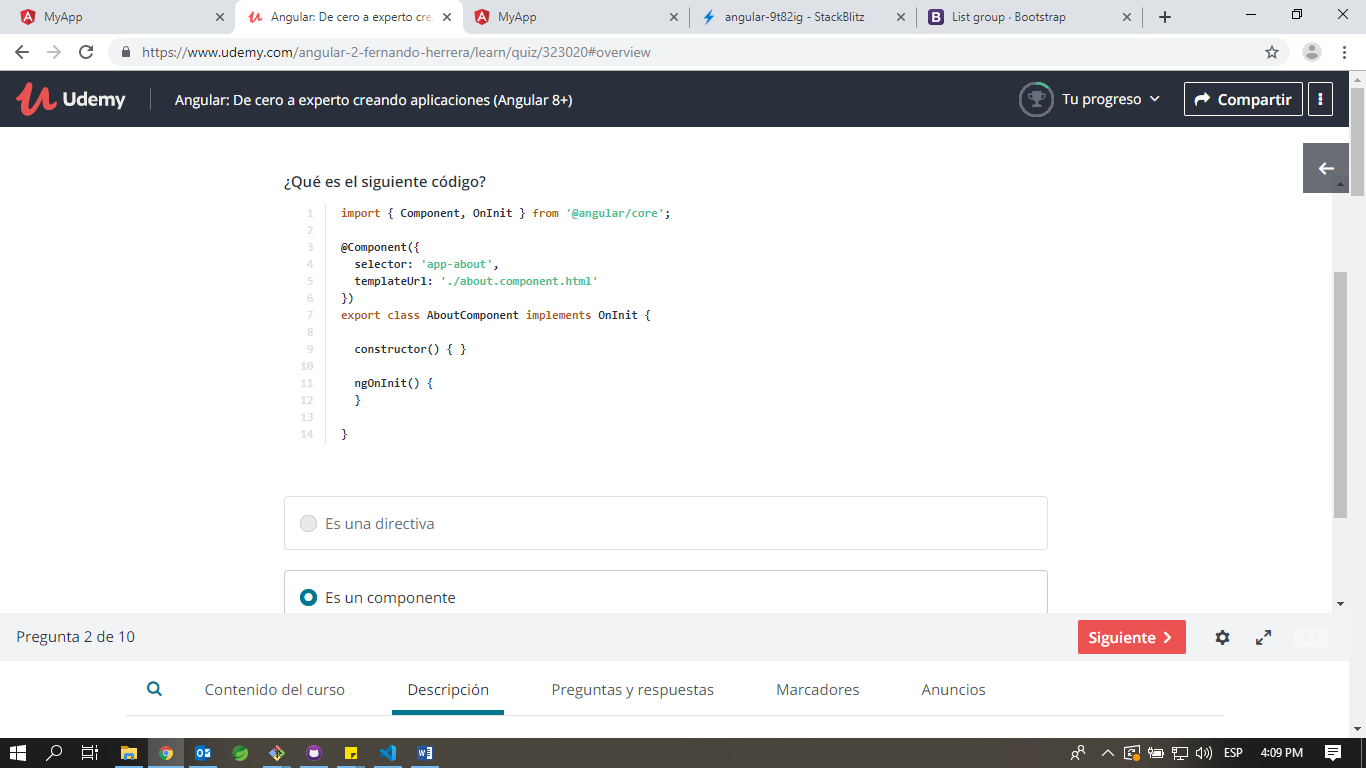 MyApp
Angular: De cero a experto cre
MyApp
angular-9t82ig - StackBlitz
List group · Bootstrap
https://www.udemy.com/angular-2-fernando-herrera/learn/quiz/323020#overview
Udemy
Angular: De cero a experto creando aplicaciones (Angular 8+)
Tu progreso
Compartir
¿Qué es el siguiente código?
1 import { Component, OnInit } from '@angular/core';
2
3 @Component({
4 selector: 'app-about',
5 templateUrl: './about.component.html'
6 })
7 export class AboutComponent implements OnInit {
8
9 constructor() { }
10
11 ngOnInit() {
12 }
13
14 }
Es una directiva
Es un componente
Pregunta 2 de 10
Siguiente
Contenido del curso
Descripción
Preguntas y respuestas
Marcadores
Anuncios
ESP
4:09 PM